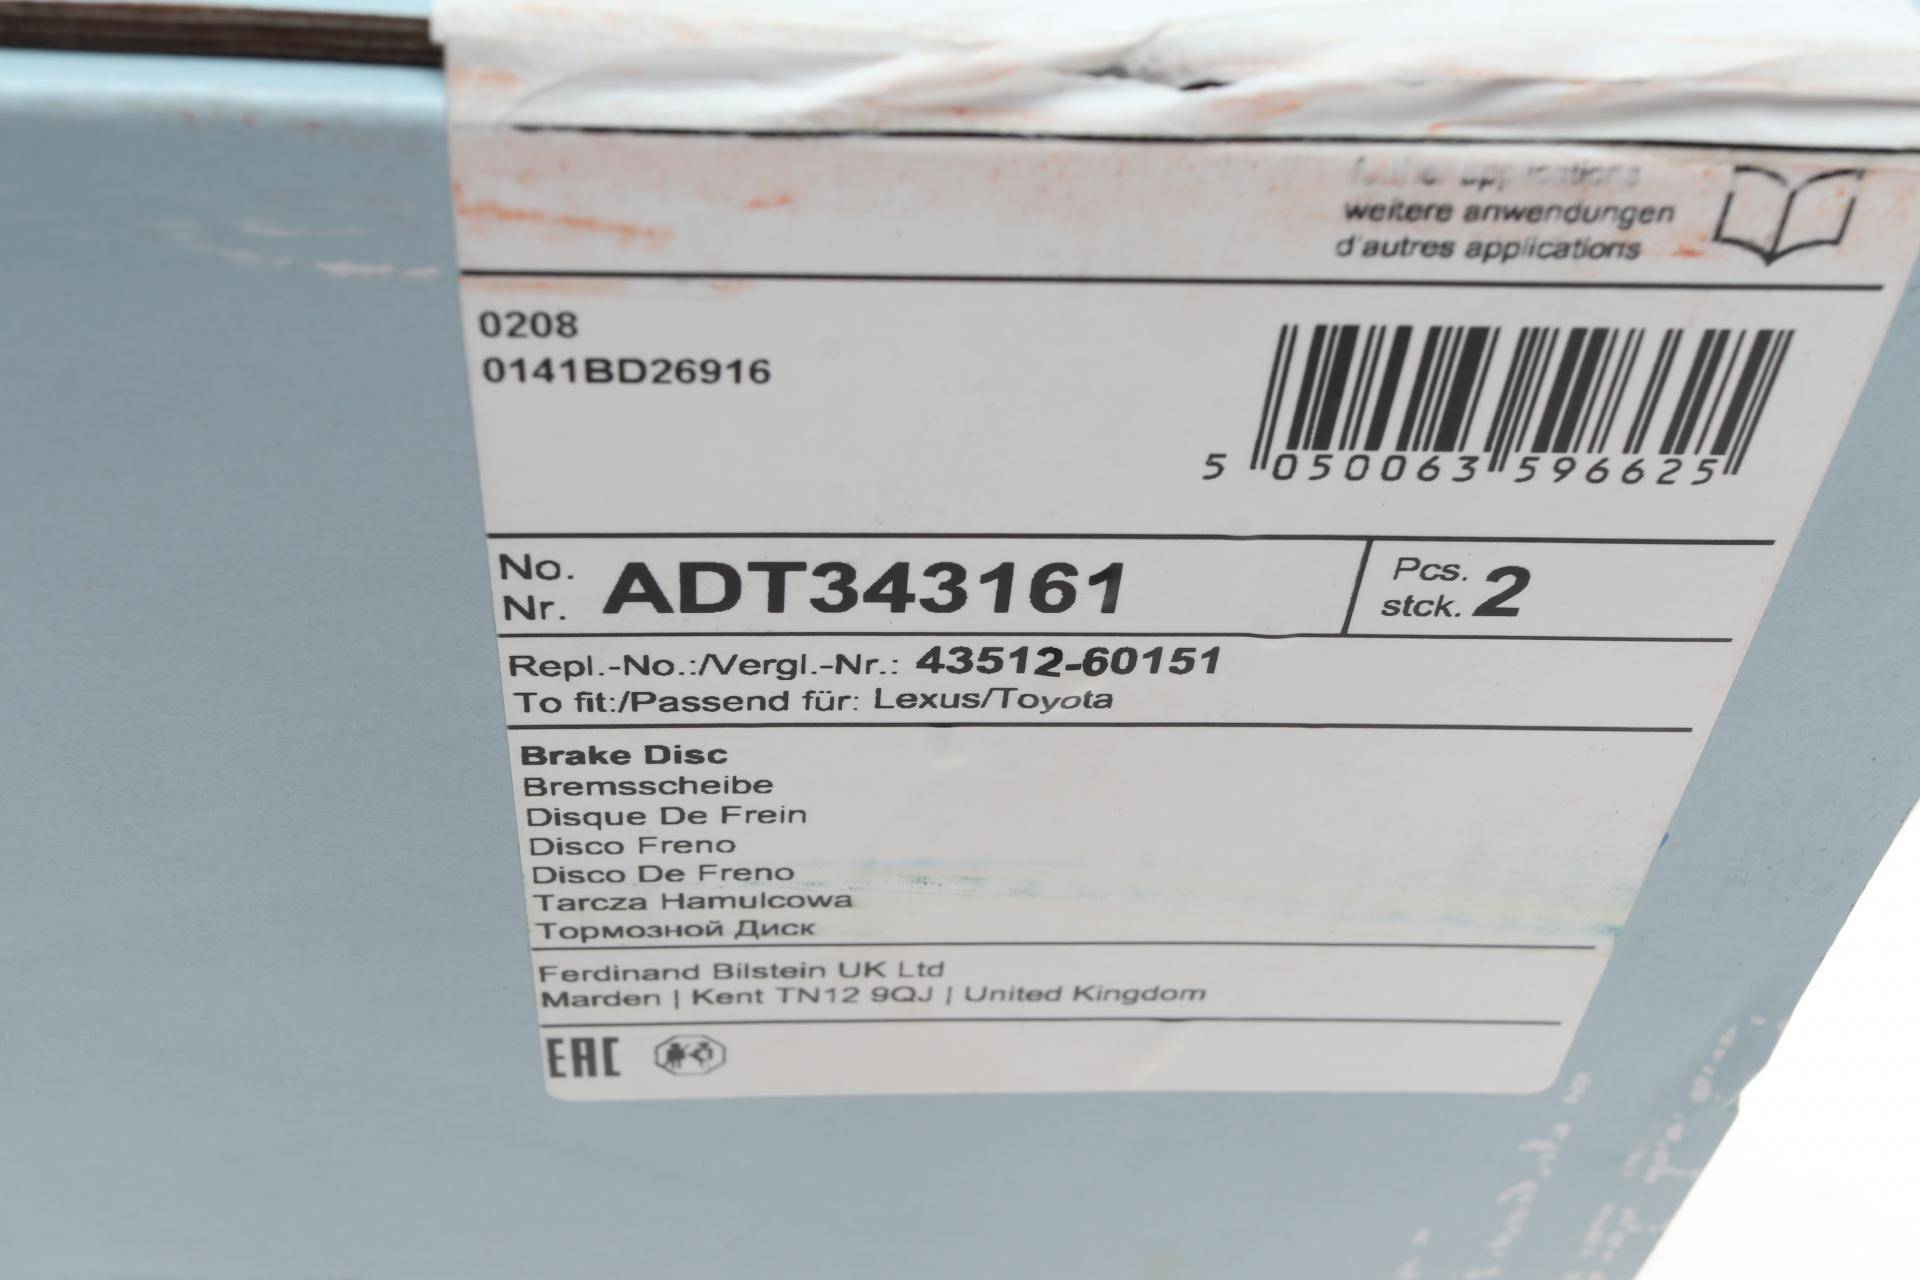 applications
weitere anwendungen
d'autres applications
0208
0141BD26916
5 050063 596625
No.
Nr. ADT343161
Pcs.
stck. 2
Repl.-No.:/Vergl.-Nr.: 43512-60151
To fit:/Passend für: Lexus/Toyota
Brake Disc
Bremsscheibe
Disque De Frein
Disco Freno
Disco De Freno
Tarcza Hamulcowa
Тормозной Диск
Ferdinand Bilstein UK Ltd
Marden | Kent TN12 9QJ | United Kingdom
EAC